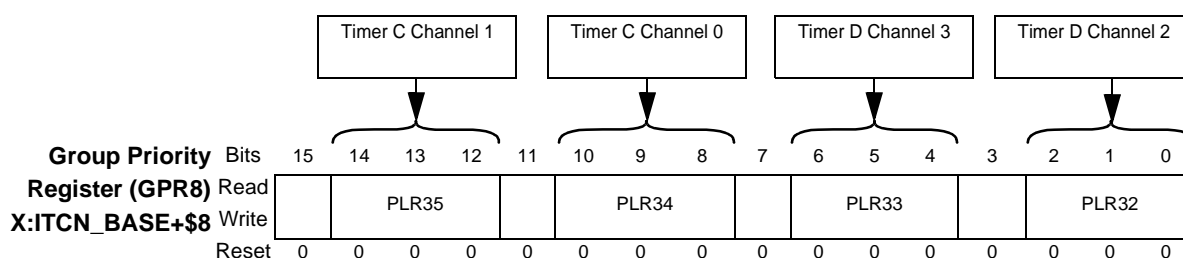 Timer C Channel 1 Timer C Channel 0 Timer D Channel 3 Timer D Channel 2
Group Priority Bits 15 14 13 12 11 10 9 8 7 6 5 4 3 2 1 0
Register (GPR8) Read
PLR35 PLR34 PLR33 PLR32
X:ITCN_BASE+$8 Write
Reset 0 0 0 0 0 0 0 0 0 0 0 0 0 0 0 0